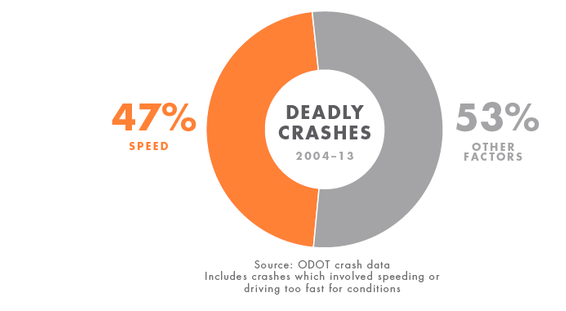 47%
SPEED
DEADLY
CRASHES
2004–13
53%
OTHER
FACTORS
Source: ODOT crash data
Includes crashes which involved speeding or
driving too fast for conditions